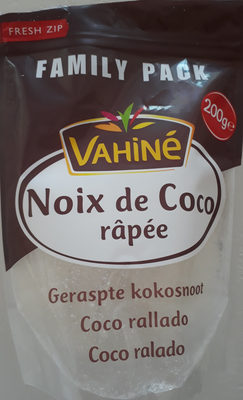 FRESH ZIP
FAMILY PACK
200g e
VAHiNé
Noix de Coco
râpée
Geraspte kokosnoot
Coco rallado
Coco ralado